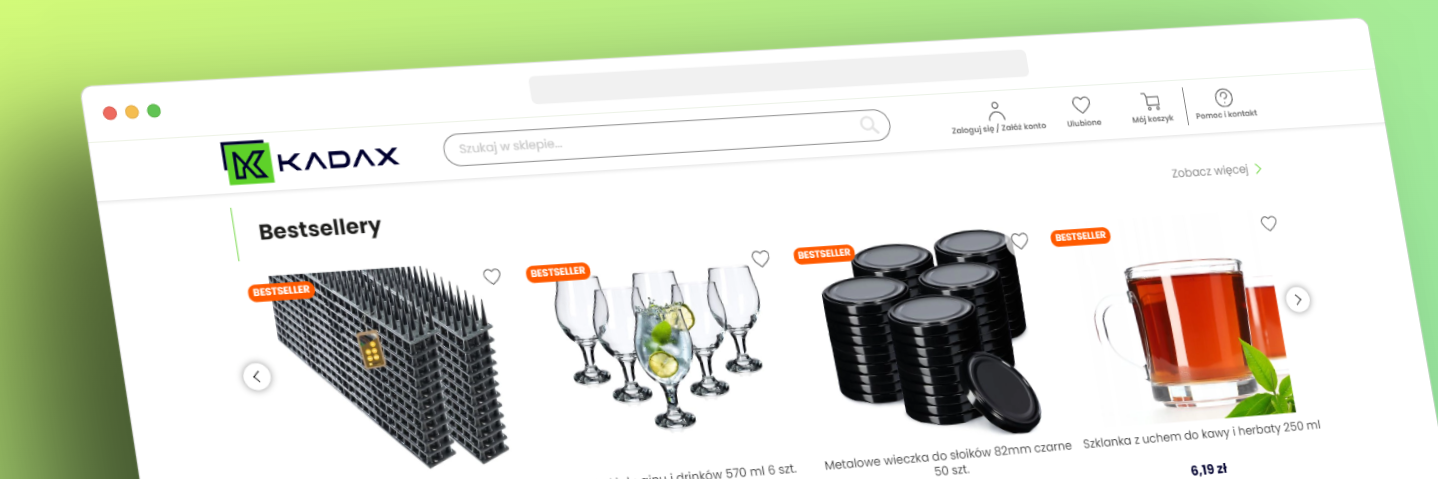 KADAX
Szukaj w sklepie...
Zaloguj się / Załóż konto
Ulubione
Mój koszyk
Pomoc i kontakt
Bestsellery
Zobacz więcej
BESTSELLER
BESTSELLER
BESTSELLER
BESTSELLER
ginu i drinków 570 ml 6 szt.
Metalowe wieczka do słoików 82mm czarne
50 szt.
Szklanka z uchem do kawy i herbaty 250 ml
6,19 zł